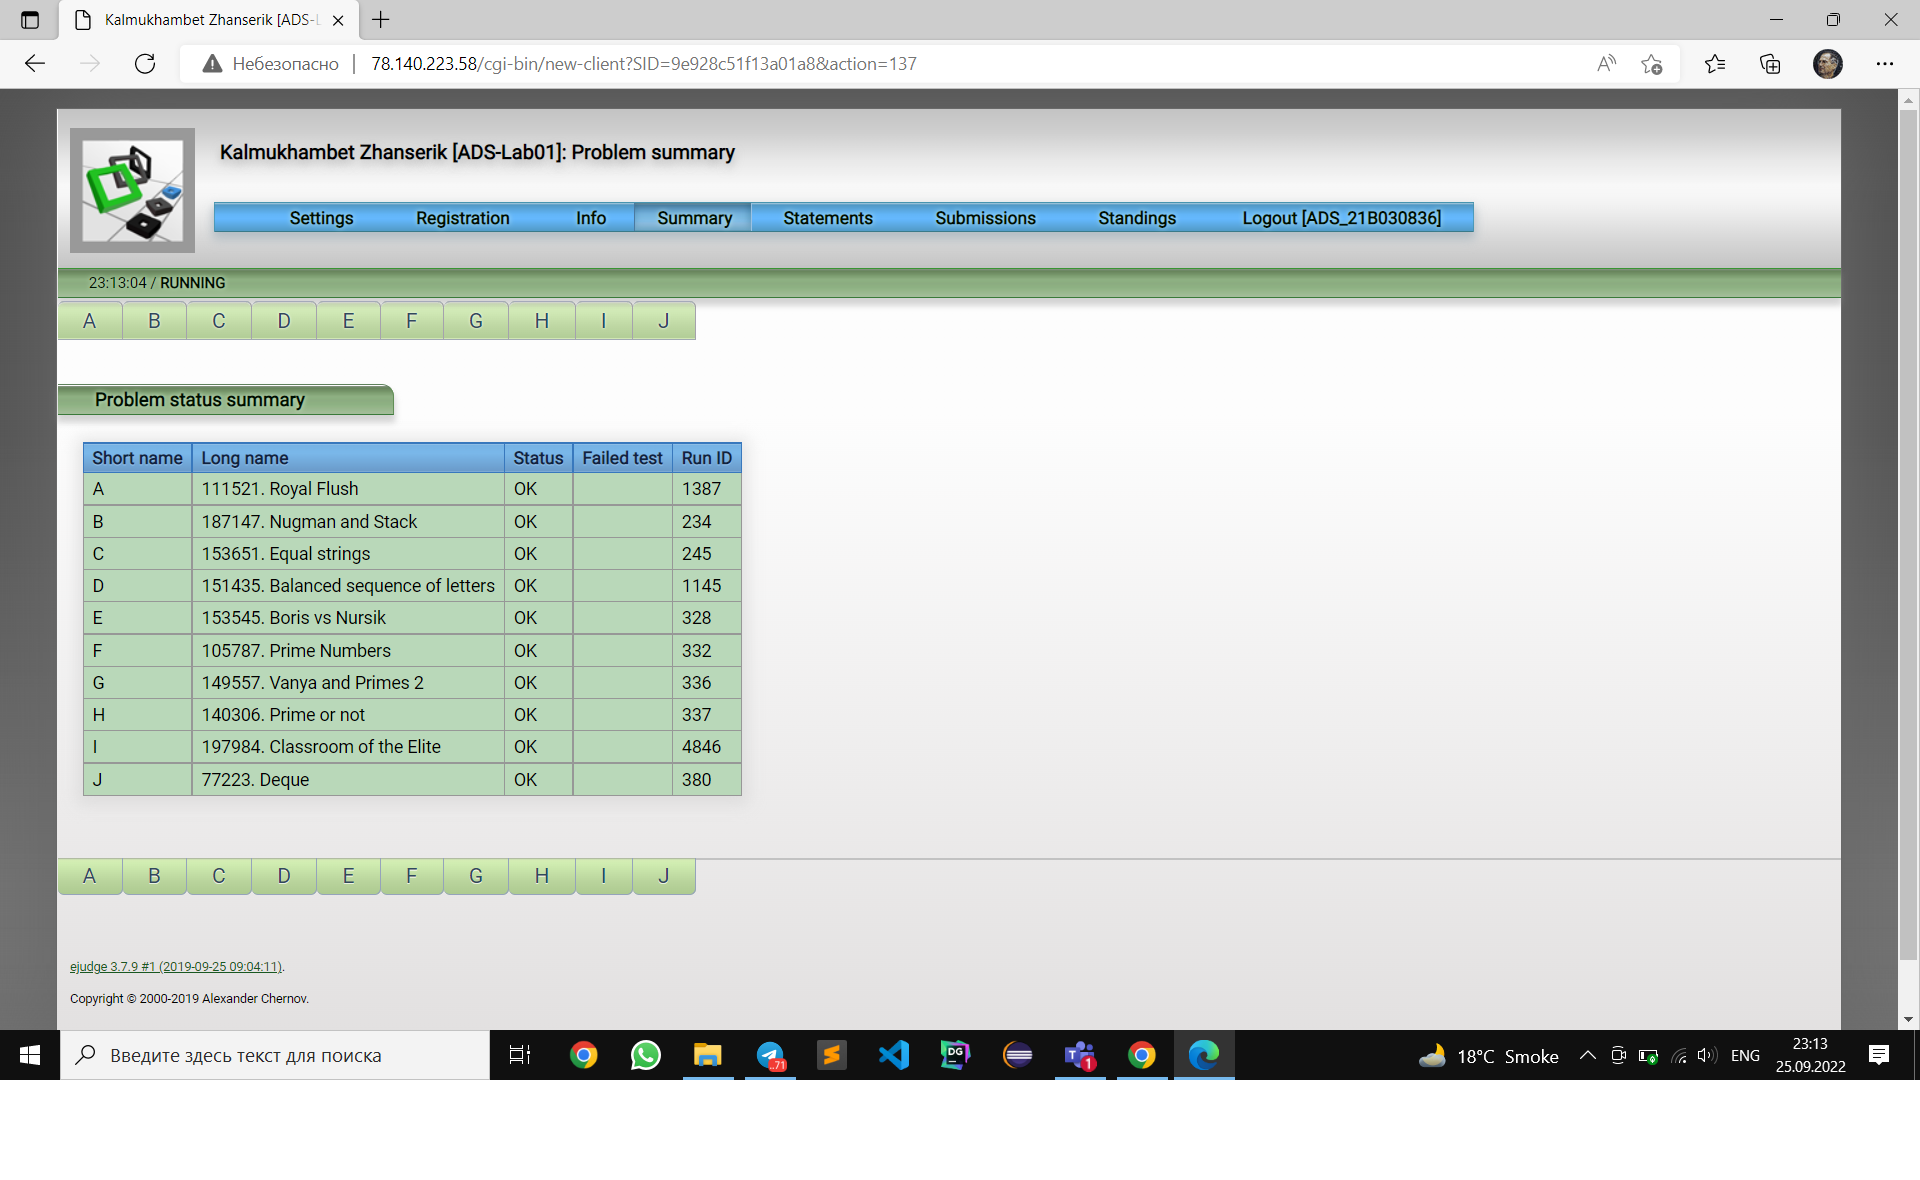 Kalmukhambet Zhanserik [ADS-L
Небезопасно 78.140.223.58/cgi-bin/new-client?SID=9e928c51f13a01a8&action=137
Kalmukhambet Zhanserik [ADS-Lab01]: Problem summary
Settings Registration Info Summary Statements Submissions Standings Logout [ADS_21B030836]
23:13:04 / RUNNING
A B C D E F G H I J
Problem status summary
Short name Long name Status Failed test Run ID
A 111521. Royal Flush OK 1387
B 187147. Nugman and Stack OK 234
C 153651. Equal strings OK 245
D 151435. Balanced sequence of letters OK 1145
E 153545. Boris vs Nursik OK 328
F 105787. Prime Numbers OK 332
G 149557. Vanya and Primes 2 OK 336
H 140306. Prime or not OK 337
I 197984. Classroom of the Elite OK 4846
J 77223. Deque OK 380
A B C D E F G H I J
ejudge 3.7.9 #1 (2019-09-25 09:04:11).
Copyright © 2000-2019 Alexander Chernov.
Введите здесь текст для поиска 71 DG 1 18°C Smoke ENG 23:13
25.09.2022